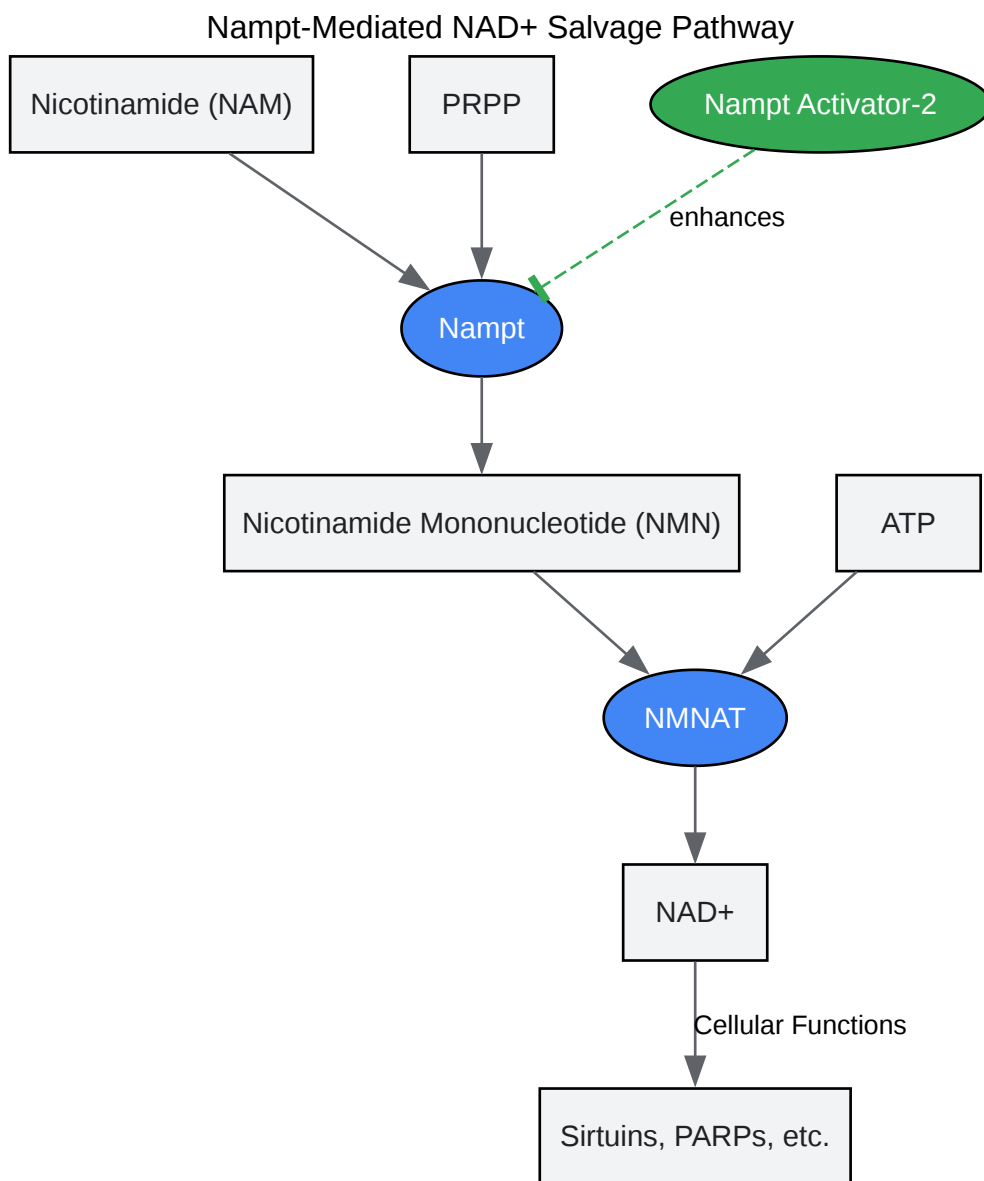 Nampt-Mediated NAD+ Salvage Pathway
Nicotinamide (NAM)
PRPP
Nampt Activator-2
enhances
Nampt
Nicotinamide Mononucleotide (NMN)
ATP
NMNAT
NAD+
Cellular Functions
Sirtuins, PARPs, etc.